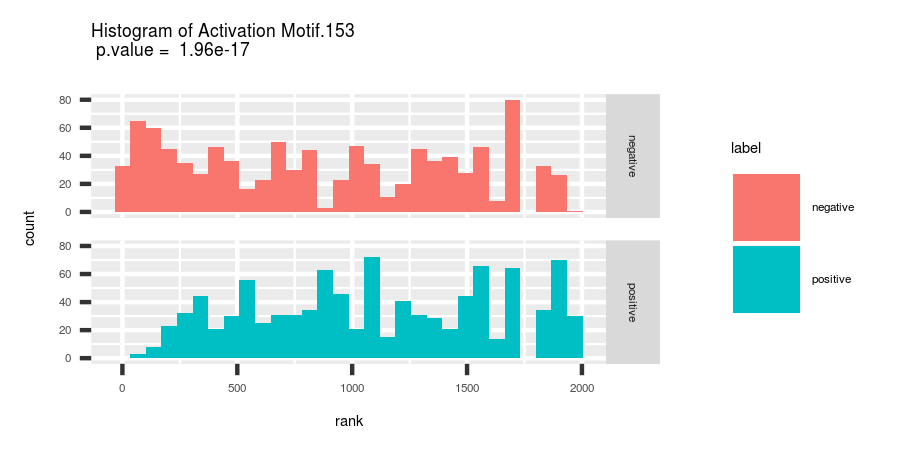 Histogram of Activation Motif.153
p.value = 1.96e-17
80
60
40
20
0
negative
80
60
40
20
0
positive
count
0 500 1000 1500 2000
rank
label
negative
positive